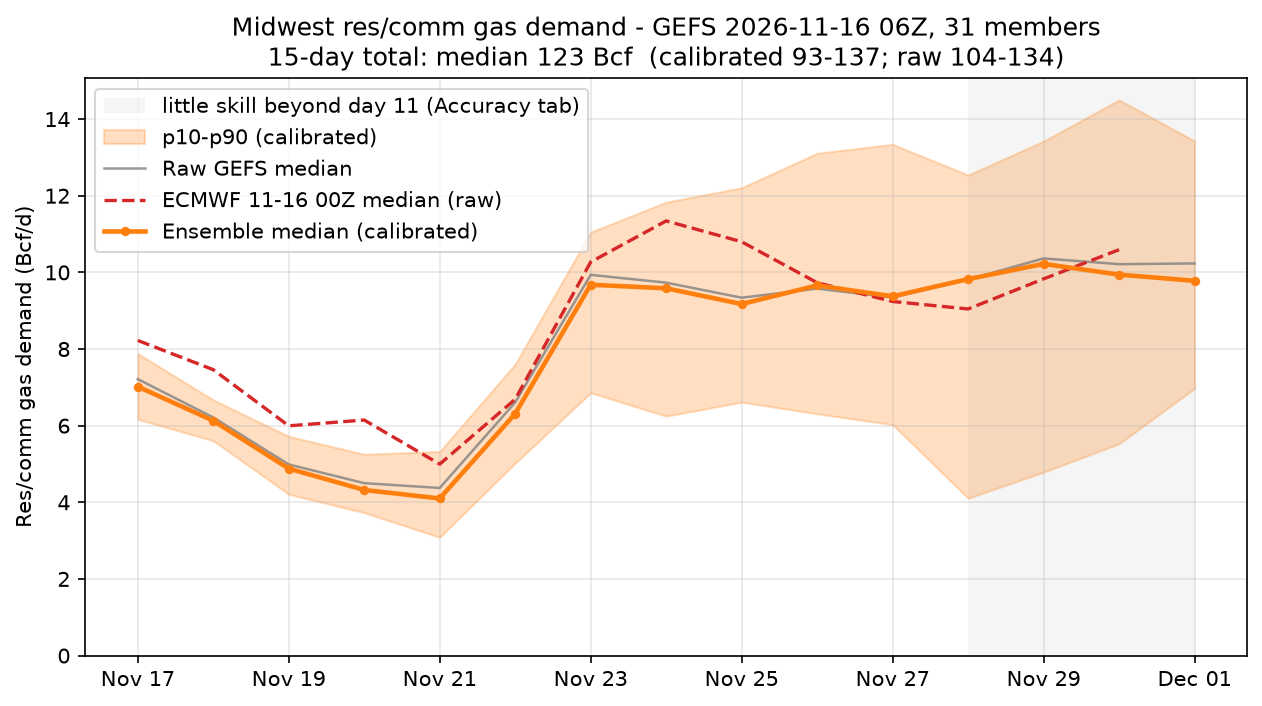 Midwest res/comm gas demand - GEFS 2026-11-16 06Z, 31 members
15-day total: median 123 Bcf  (calibrated 93-137; raw 104-134)
little skill beyond day 11 (Accuracy tab)
p10-p90 (calibrated)
Raw GEFS median
ECMWF 11-16 00Z median (raw)
Ensemble median (calibrated)
Res/comm gas demand (Bcf/d)
14
12
10
8
6
4
2
0
Nov 17 Nov 19 Nov 21 Nov 23 Nov 25 Nov 27 Nov 29 Dec 01